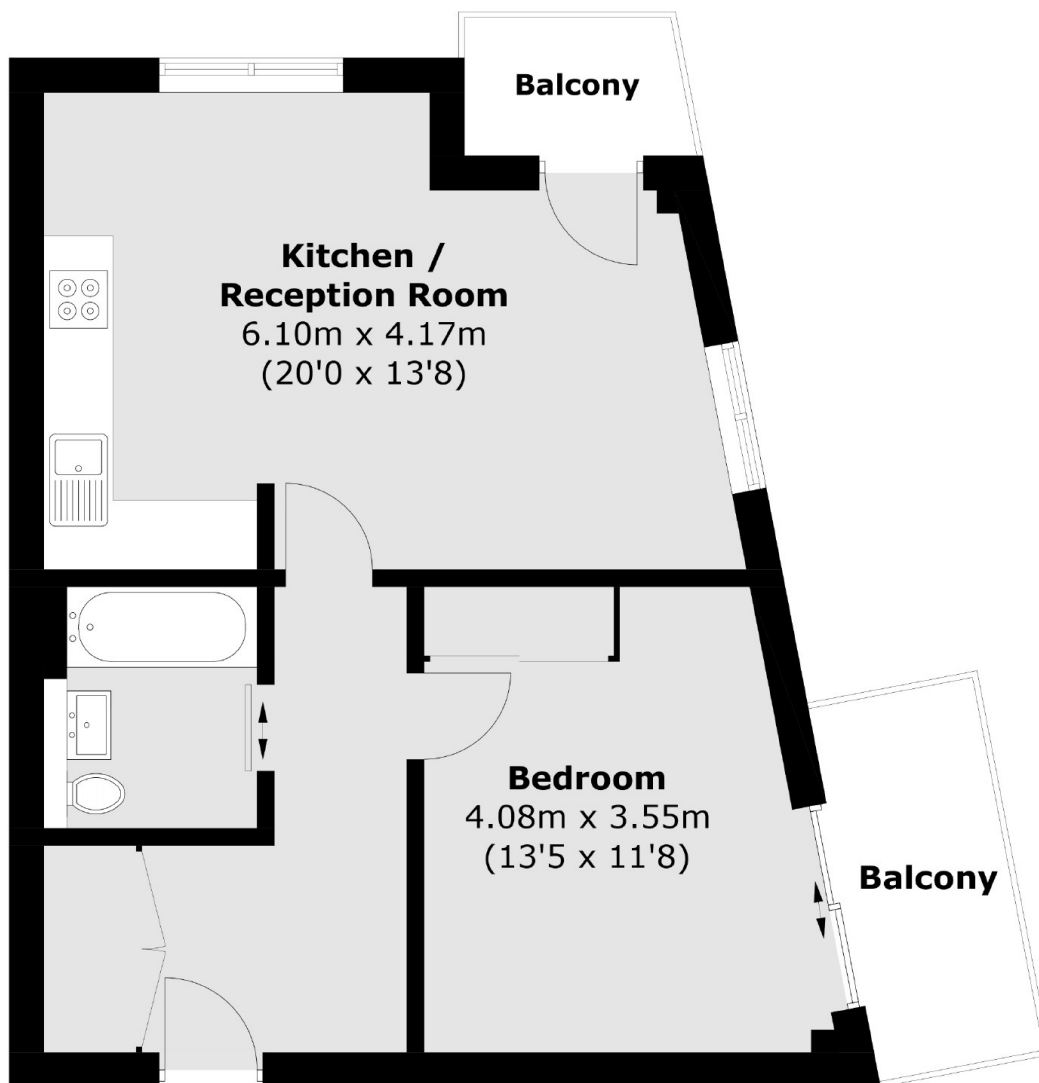 Balcony
Kitchen /
Reception Room
6.10m x 4.17m
(20'0 x 13'8)
Bedroom
4.08m x 3.55m
(13'5 x 11'8)
Balcony